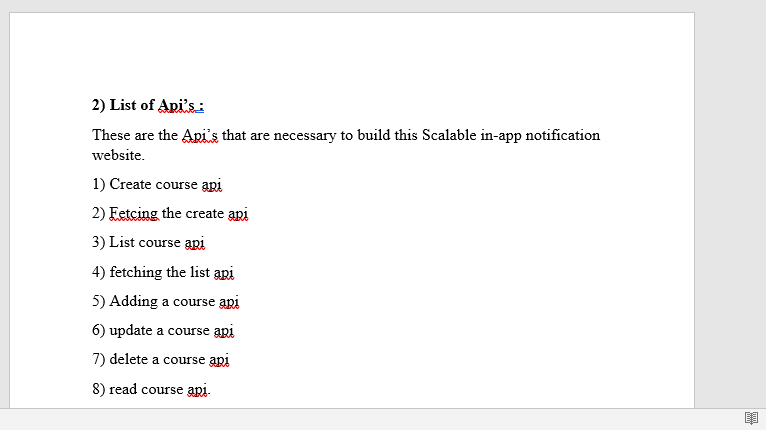 2) List of Api’s :
These are the Api’s that are necessary to build this Scalable in-app notification
website.
1) Create course api
2) Fetcing the create api
3) List course api
4) fetching the list api
5) Adding a course api
6) update a course api
7) delete a course api
8) read course api.